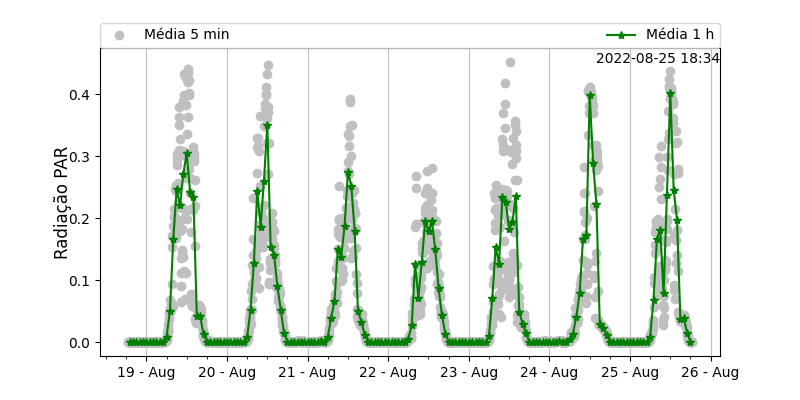 Média 5 min
Média 1 h
2022-08-25 18:34
Radiação PAR
0.4
0.3
0.2
0.1
0.0
19 - Aug
20 - Aug
21 - Aug
22 - Aug
23 - Aug
24 - Aug
25 - Aug
26 - Aug